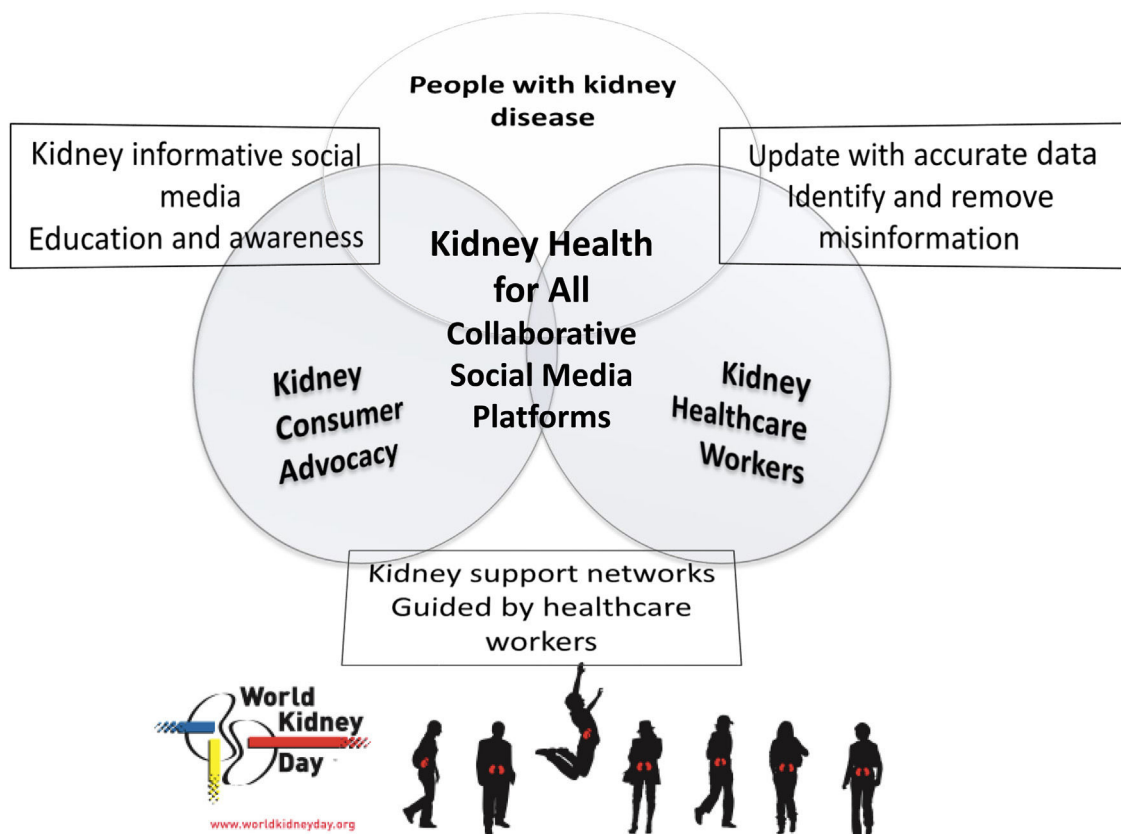 People with kidney
disease
Kidney informative social
media
Education and awareness
Update with accurate data
Identify and remove
misinformation
Kidney Health
for All
Collaborative
Social Media
Platforms
Kidney
Consumer
Advocacy
Kidney
Healthcare
Workers
Kidney support networks
Guided by healthcare
workers
World
Kidney
Day
www.worldkidneyday.org